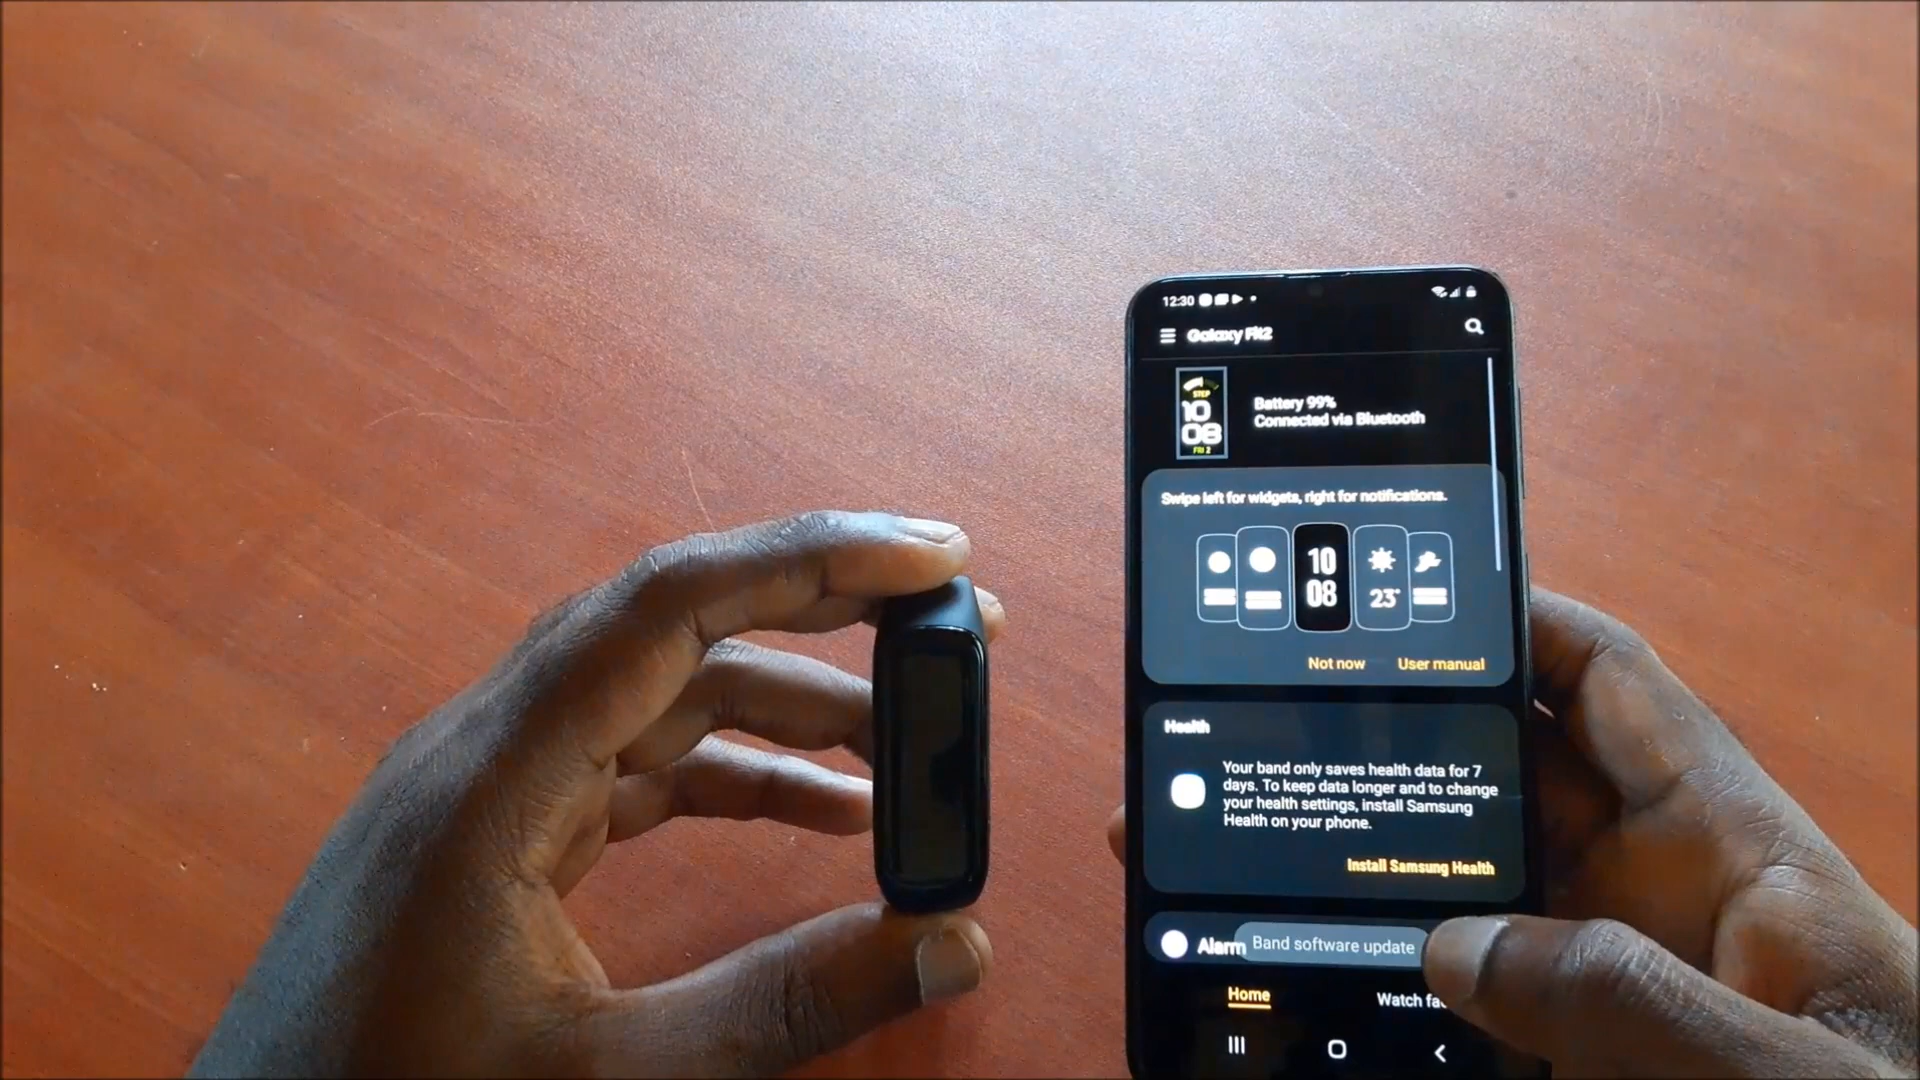 12:30
Galaxy Fit2
STEP
10
08
FRI 2
Battery 99%
Connected via Bluetooth
Swipe left for widgets, right for notifications.
10
08
23°
Not now
User manual
Health
Your band only saves health data for 7
days. To keep data longer and to change
your health settings, install Samsung
Health on your phone.
Install Samsung Health
Alarm
Band software update
Home
Watch fa